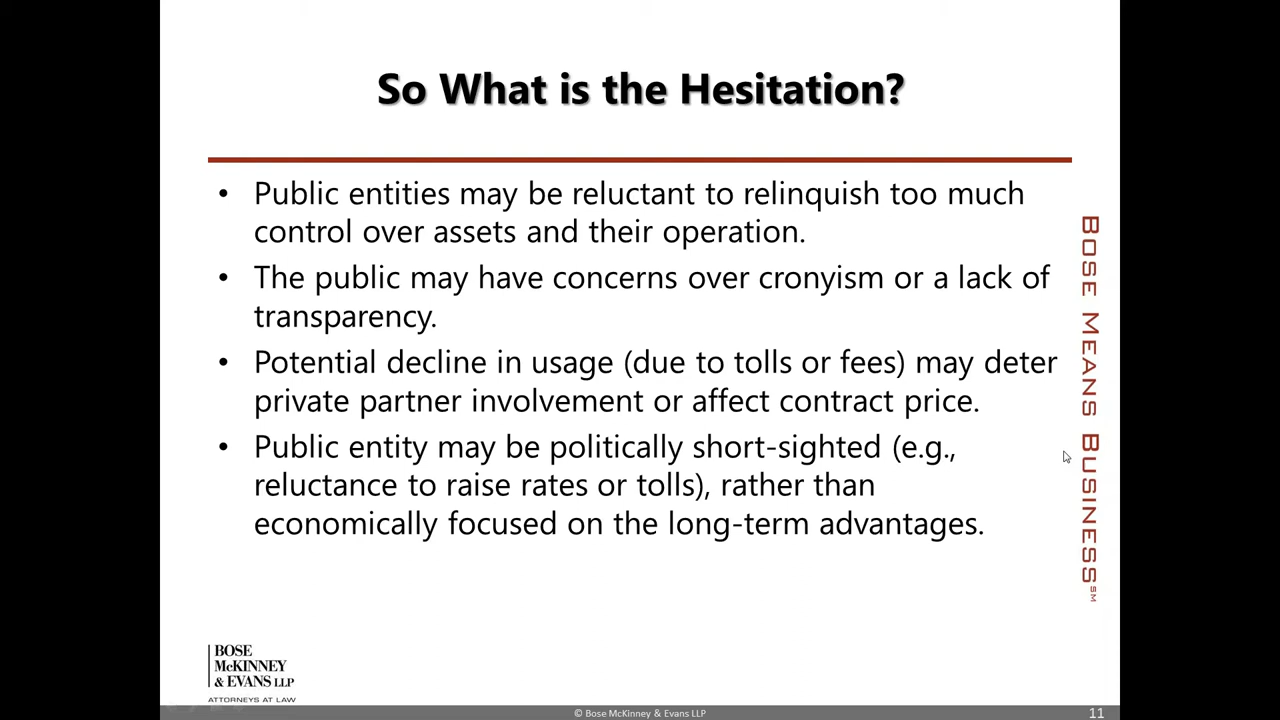 So What is the Hesitation?
• Public entities may be reluctant to relinquish too much
control over assets and their operation.
• The public may have concerns over cronyism or a lack of
transparency.
• Potential decline in usage (due to tolls or fees) may deter
private partner involvement or affect contract price.
• Public entity may be politically short-sighted (e.g.,
reluctance to raise rates or tolls), rather than
economically focused on the long-term advantages.
BOSE MEANS BUSINESS℠
BOSE
McKINNEY
& EVANS LLP
ATTORNEYS AT LAW
© Bose McKinney & Evans LLP
11